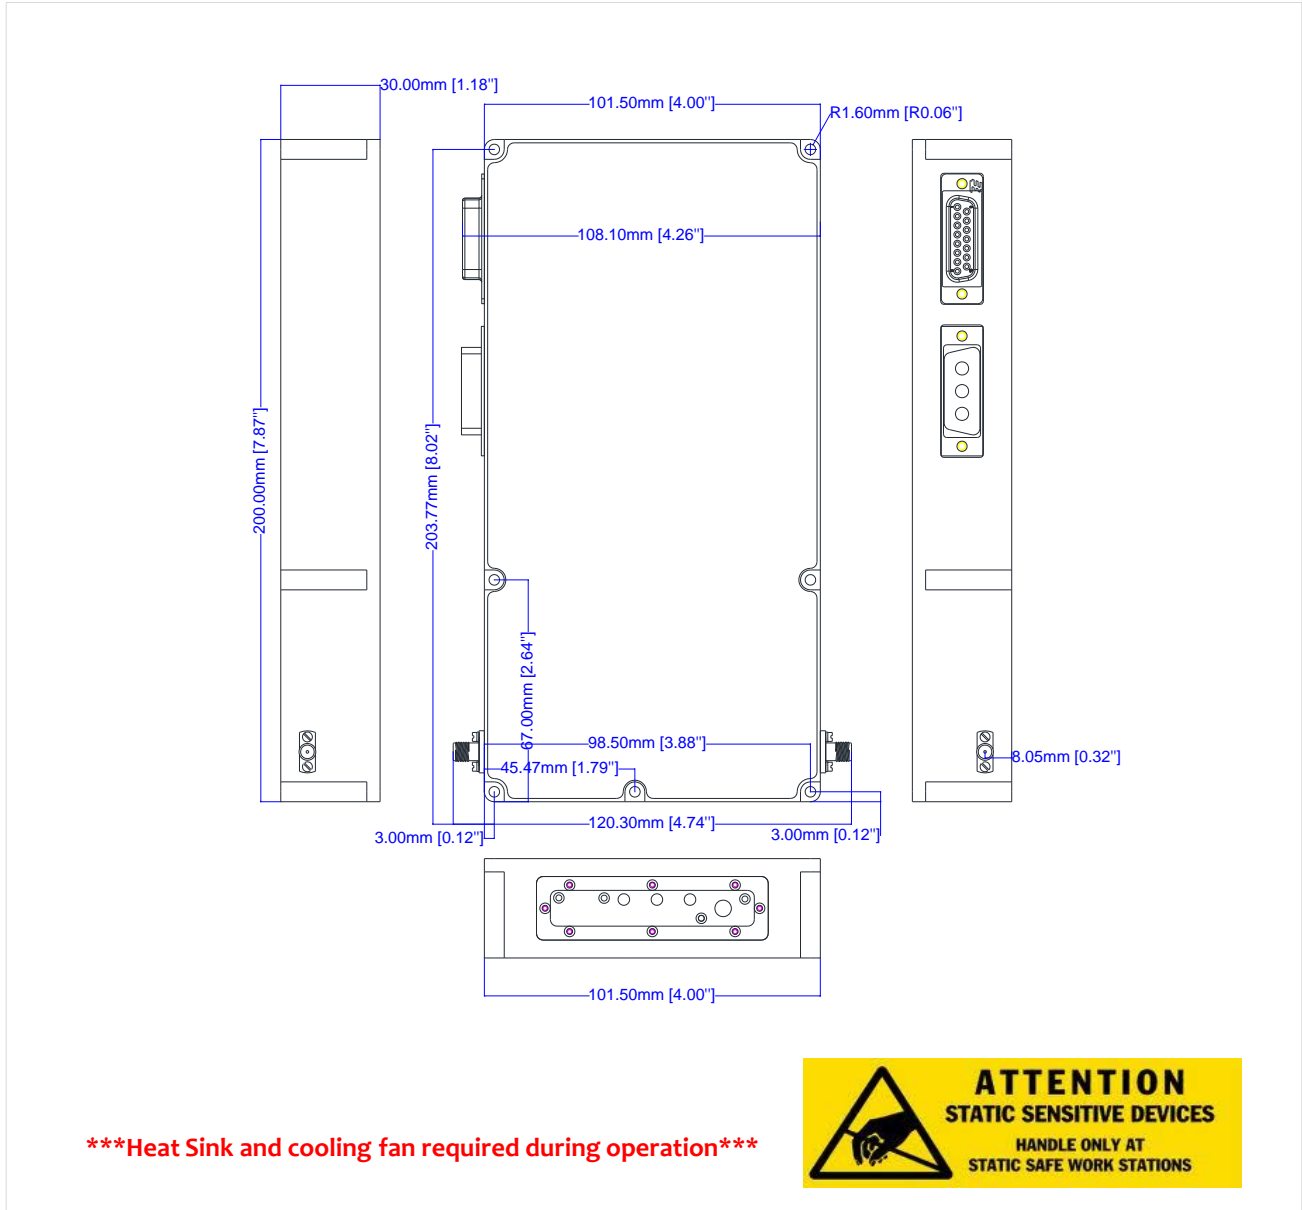 30.00mm [1.18"]
101.50mm [4.00"]
R1.60mm [R0.06"]
108.10mm [4.26"]
200.00mm [7.87"]
203.77mm [8.02"]
67.00mm [2.64"]
98.50mm [3.88"]
45.47mm [1.79"]
8.05mm [0.32"]
120.30mm [4.74"]
3.00mm [0.12"]
3.00mm [0.12"]
101.50mm [4.00"]
***Heat Sink and cooling fan required during operation***
ATTENTION
STATIC SENSITIVE DEVICES
HANDLE ONLY AT
STATIC SAFE WORK STATIONS